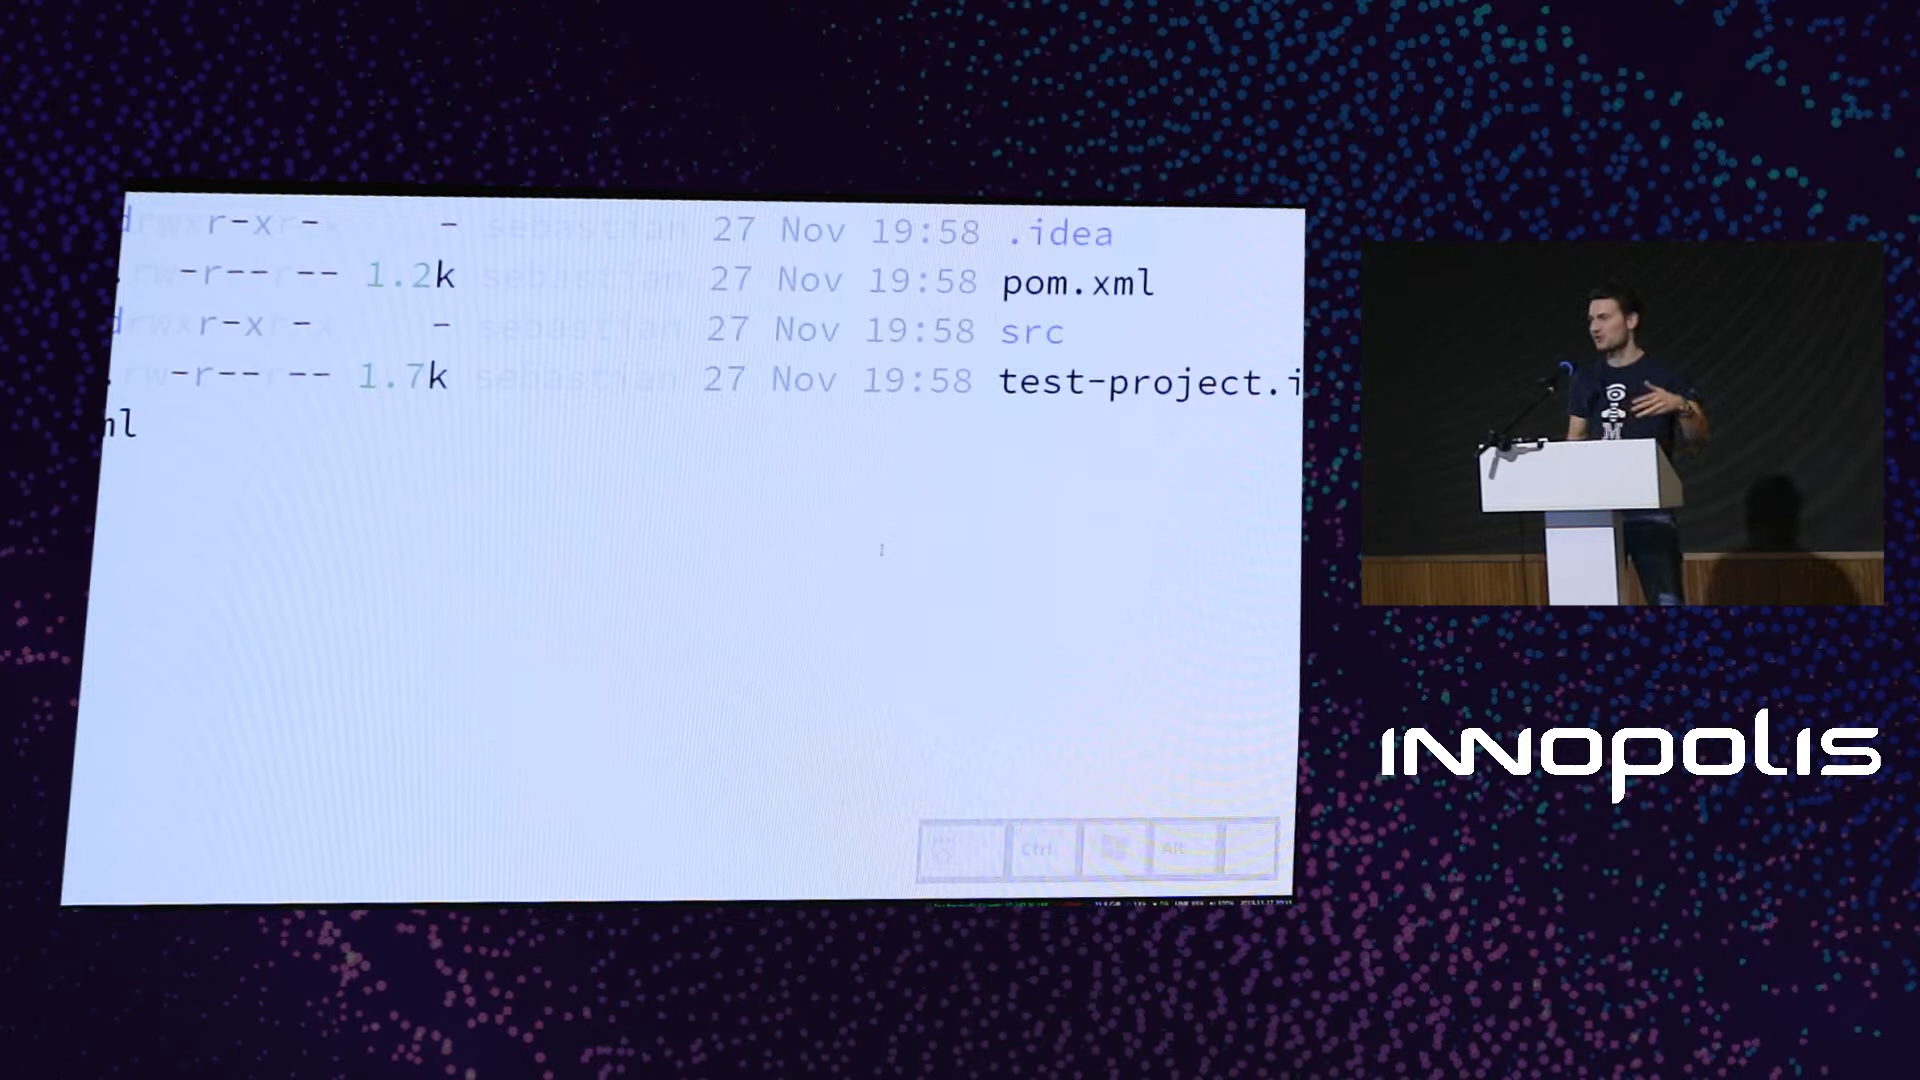 drwxr-xr-x - sebastian 27 Nov 19:58 .idea
.rw-r--r-- 1.2k sebastian 27 Nov 19:58 pom.xml
drwxr-xr-x - sebastian 27 Nov 19:58 src
.rw-r--r-- 1.7k sebastian 27 Nov 19:58 test-project.i
ml
Ctrl Alt
INNOPOLIS